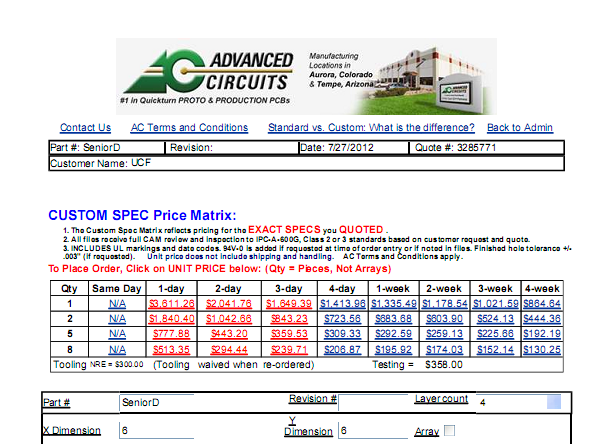 ADVANCED
CIRCUITS
#1 in Quickturn PROTO & PRODUCTION PCBs
Manufacturing
Locations in
Aurora, Colorado
& Tempe, Arizona
Contact Us AC Terms and Conditions Standard vs. Custom: What is the difference? Back to Admin
Part #: SeniorD Revision: Date: 7/27/2012 Quote #: 3285771
Customer Name: UCF
CUSTOM SPEC Price Matrix:
1. The Custom Spec Matrix reflects pricing for the EXACT SPECS you QUOTED .
2. All files receive full CAM review and inspection to IPC-A-600G, Class 2 or 3 standards based on customer request and quote.
3. INCLUDES UL markings and date codes. 94V-0 is added if requested at time of order entry or if noted in files. Finished hole tolerance +/-
.003" (if requested). Unit price does not include shipping and handling. AC Terms and Conditions apply.
To Place Order, Click on UNIT PRICE below: (Qty = Pieces, Not Arrays)
Qty Same Day 1-day 2-day 3-day 4-day 1-week 2-week 3-week 4-week
1 N/A $3,611.26 $2,041.76 $1,649.39 $1,413.96 $1,335.49 $1,178.54 $1,021.59 $864.64
2 N/A $1,840.40 $1,042.66 $843.23 $723.56 $683.68 $603.90 $524.13 $444.36
5 N/A $777.88 $443.20 $359.53 $309.33 $292.59 $259.13 $225.66 $192.19
8 N/A $513.35 $294.44 $239.71 $206.87 $195.92 $174.03 $152.14 $130.25
Tooling NRE = $300.00 (Tooling waived when re-ordered) Testing = $358.00
Part # SeniorD Revision # Layer count 4
X Dimension 6 Y Dimension 6 Array